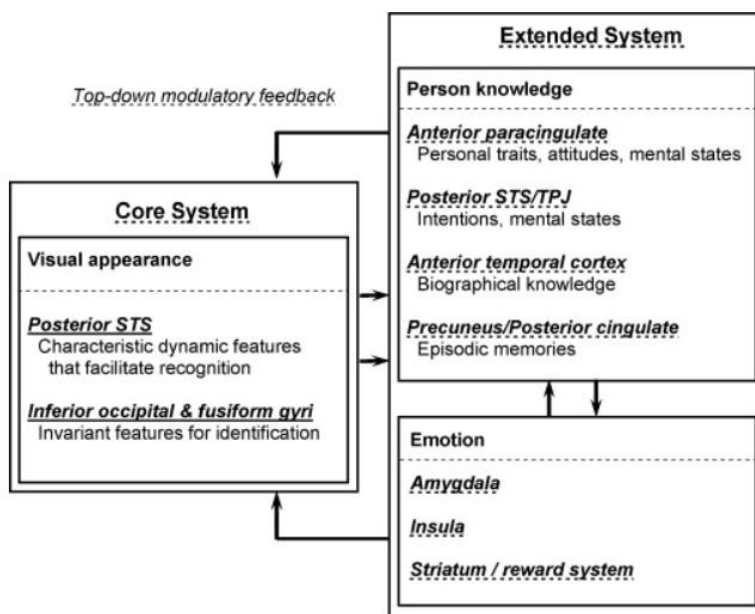 Extended System
Top-down modulatory feedback
Person knowledge
Anterior paracingulate
Personal traits, attitudes, mental states
Posterior STS/TPJ
Intentions, mental states
Anterior temporal cortex
Biographical knowledge
Precuneus/Posterior cingulate
Episodic memories
Core System
Visual appearance
Posterior STS
Characteristic dynamic features
that facilitate recognition
Inferior occipital & fusiform gyri
Invariant features for identification
Emotion
Amygdala
Insula
Striatum / reward system